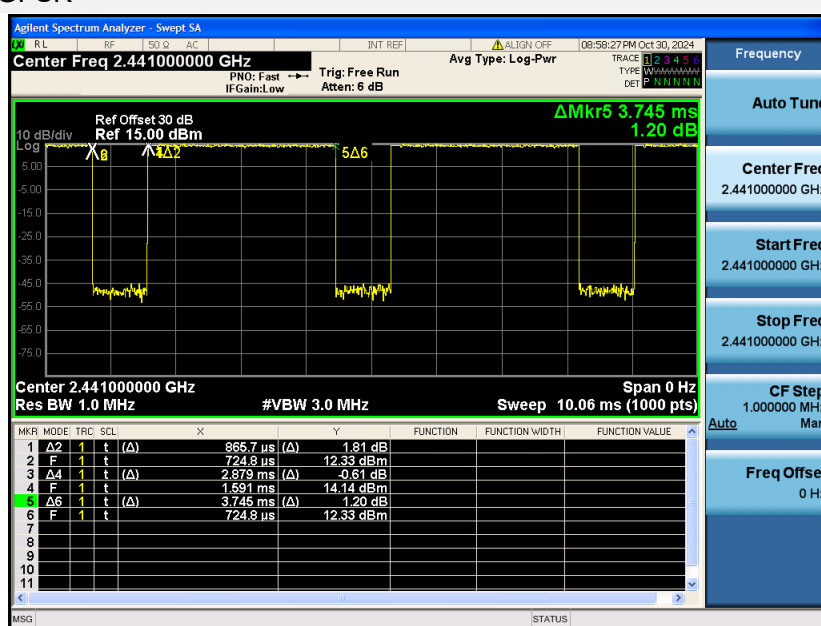 Agilent Spectrum Analyzer - Swept SA
RL RF 50 Ω AC INT REF ALIGN OFF 08:58:27 PM Oct 30, 2024
Center Freq 2.441000000 GHz
PNO: Fast Trig: Free Run Avg Type: Log-Pwr TRACE 1 2 3 4 5 6
IFGain:Low Atten: 6 dB TYPE
DET P N N N N N
Frequency
Auto Tune
Center Freq
2.441000000 GHz
Start Freq
2.441000000 GHz
Stop Freq
2.441000000 GHz
CF Step
1.000000 MHz
Auto Man
Freq Offse
0 Hz
ΔMkr5 3.745 ms
1.20 dB
Ref Offset 30 dB
10 dB/div Ref 15.00 dBm
Log
5Δ6
5.00
-5.00
-15.0
-25.0
-35.0
-45.0
-55.0
-65.0
-75.0
Center 2.441000000 GHz Span 0 Hz
Res BW 1.0 MHz #VBW 3.0 MHz Sweep 10.06 ms (1000 pts)
MKR MODE TRC SCL X Y FUNCTION FUNCTION WIDTH FUNCTION VALUE
1 Δ2 1 t (Δ) 865.7 µs (Δ) 1.81 dB
2 F 1 t 724.8 µs 12.33 dBm
3 Δ4 1 t (Δ) 2.879 ms (Δ) -0.61 dB
4 F 1 t 1.591 ms 14.14 dBm
5 Δ6 1 t (Δ) 3.745 ms (Δ) 1.20 dB
6 F 1 t 724.8 µs 12.33 dBm
7
8
9
10
11
MSG STATUS